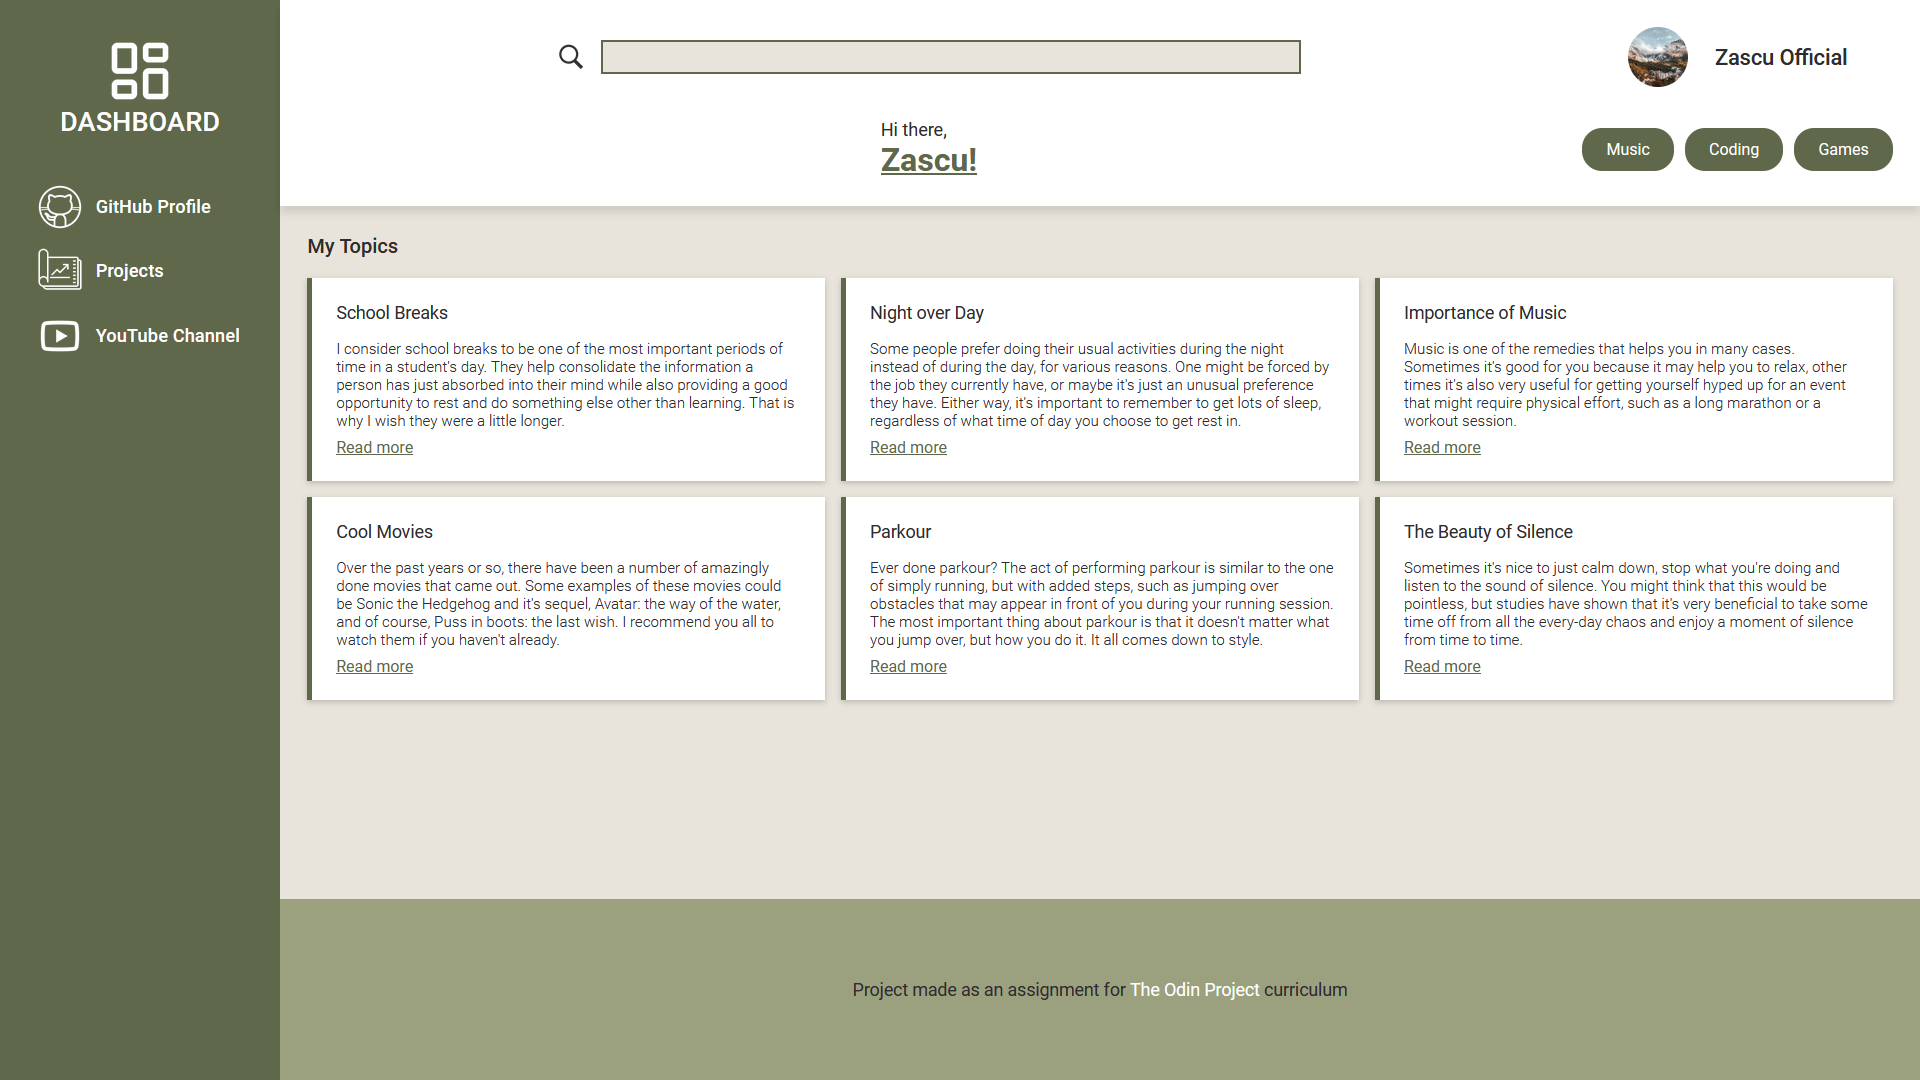 DASHBOARD
GitHub Profile
Projects
YouTube Channel
Zascu Official
Hi there,
Zascu!
Music
Coding
Games
My Topics
School Breaks
I consider school breaks to be one of the most important periods of
time in a student's day. They help consolidate the information a
person has just absorbed into their mind while also providing a good
opportunity to rest and do something else other than learning. That is
why I wish they were a little longer.
Read more
Night over Day
Some people prefer doing their usual activities during the night
instead of during the day, for various reasons. One might be forced by
the job they currently have, or maybe it's just an unusual preference
they have. Either way, it's important to remember to get lots of sleep,
regardless of what time of day you choose to get rest in.
Read more
Importance of Music
Music is one of the remedies that helps you in many cases.
Sometimes it's good for you because it may help you to relax, other
times it's also very useful for getting yourself hyped up for an event
that might require physical effort, such as a long marathon or a
workout session.
Read more
Cool Movies
Over the past years or so, there have been a number of amazingly
done movies that came out. Some examples of these movies could
be Sonic the Hedgehog and it's sequel, Avatar: the way of the water,
and of course, Puss in boots: the last wish. I recommend you all to
watch them if you haven't already.
Read more
Parkour
Ever done parkour? The act of performing parkour is similar to the one
of simply running, but with added steps, such as jumping over
obstacles that may appear in front of you during your running session.
The most important thing about parkour is that it doesn't matter what
you jump over, but how you do it. It all comes down to style.
Read more
The Beauty of Silence
Sometimes it's nice to just calm down, stop what you're doing and
listen to the sound of silence. You might think that this would be
pointless, but studies have shown that it's very beneficial to take some
time off from all the every-day chaos and enjoy a moment of silence
from time to time.
Read more
Project made as an assignment for The Odin Project curriculum